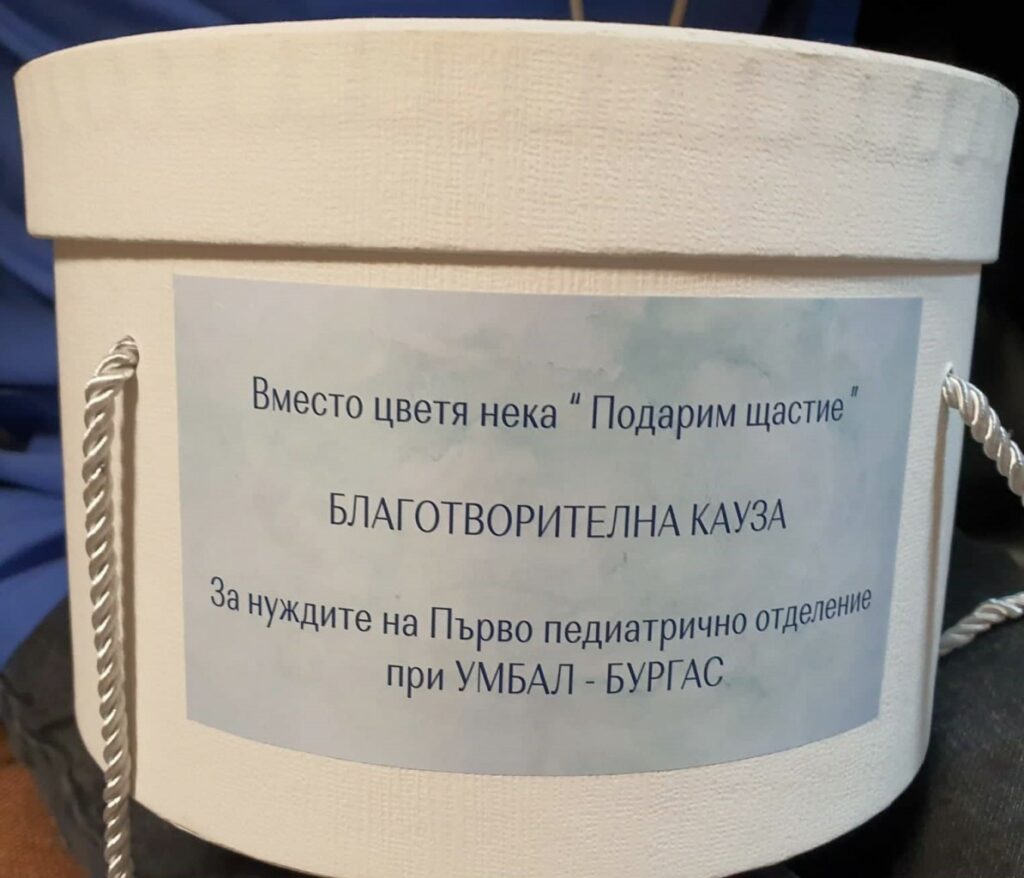 Вместо цветя нека “ Подарим щастие ”
БЛАГОТВОРИТЕЛНА КАУЗА
За нуждите на Първо педиатрично отделение
при УМБАЛ - БУРГАС